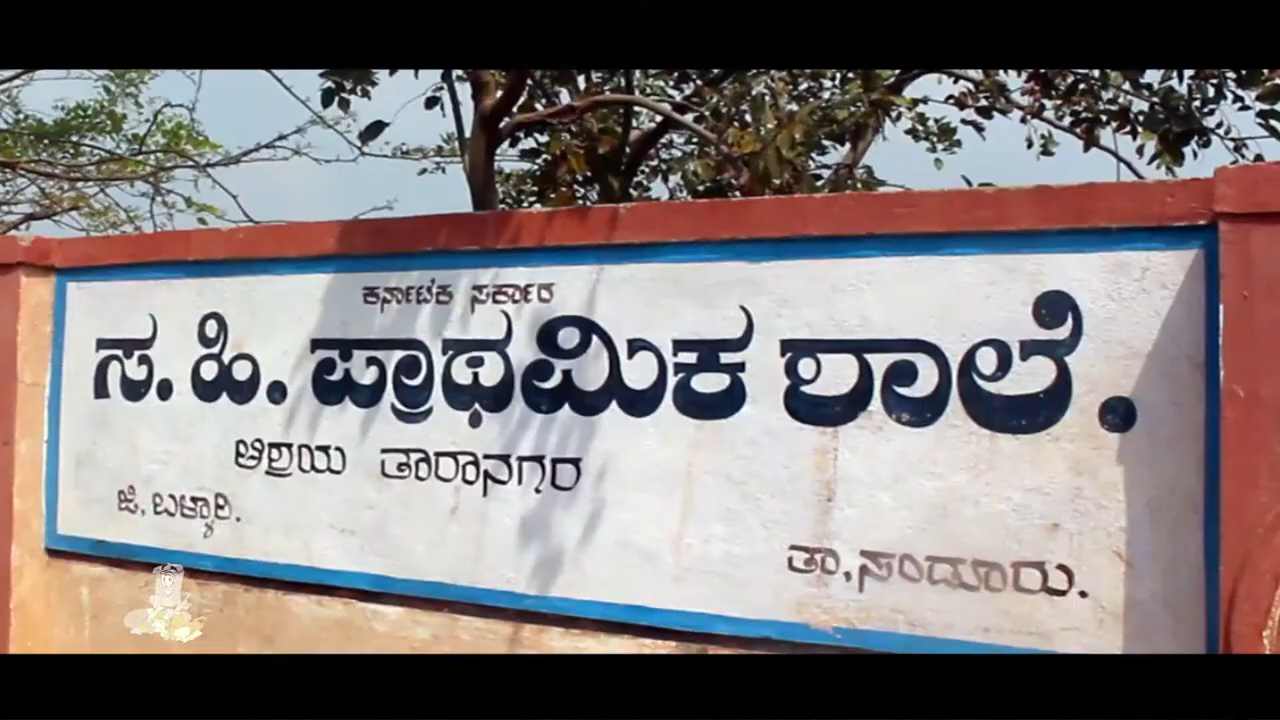 ಕರ್ನಾಟಕ ಸರ್ಕಾರ
ಸ. ಹಿ. ಪ್ರಾಥಮಿಕ ಶಾಲೆ.
ಆಶ್ರಯ ತಾರಾನಗರ
ಜಿ. ಬಳ್ಳಾರಿ.
ತಾ. ಸಂಡೂರು.